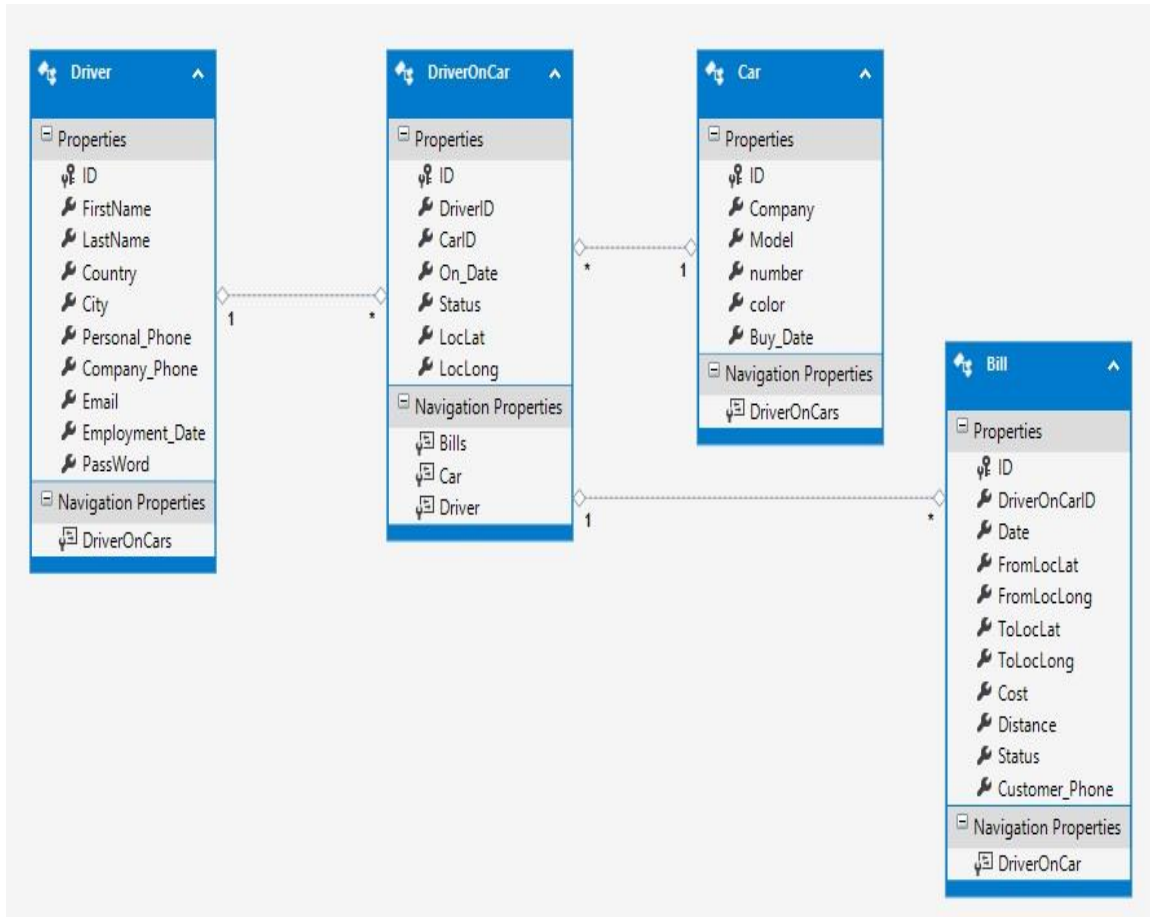 Driver
Properties
ID
FirstName
LastName
Country
City
Personal_Phone
Company_Phone
Email
Employment_Date
PassWord
Navigation Properties
DriverOnCars
1
*
DriverOnCar
Properties
ID
DriverID
CarID
On_Date
Status
LocLat
LocLong
Navigation Properties
Bills
Car
Driver
*
1
1
*
Car
Properties
ID
Company
Model
number
color
Buy_Date
Navigation Properties
DriverOnCars
Bill
Properties
ID
DriverOnCarID
Date
FromLocLat
FromLocLong
ToLocLat
ToLocLong
Cost
Distance
Status
Customer_Phone
Navigation Properties
DriverOnCar